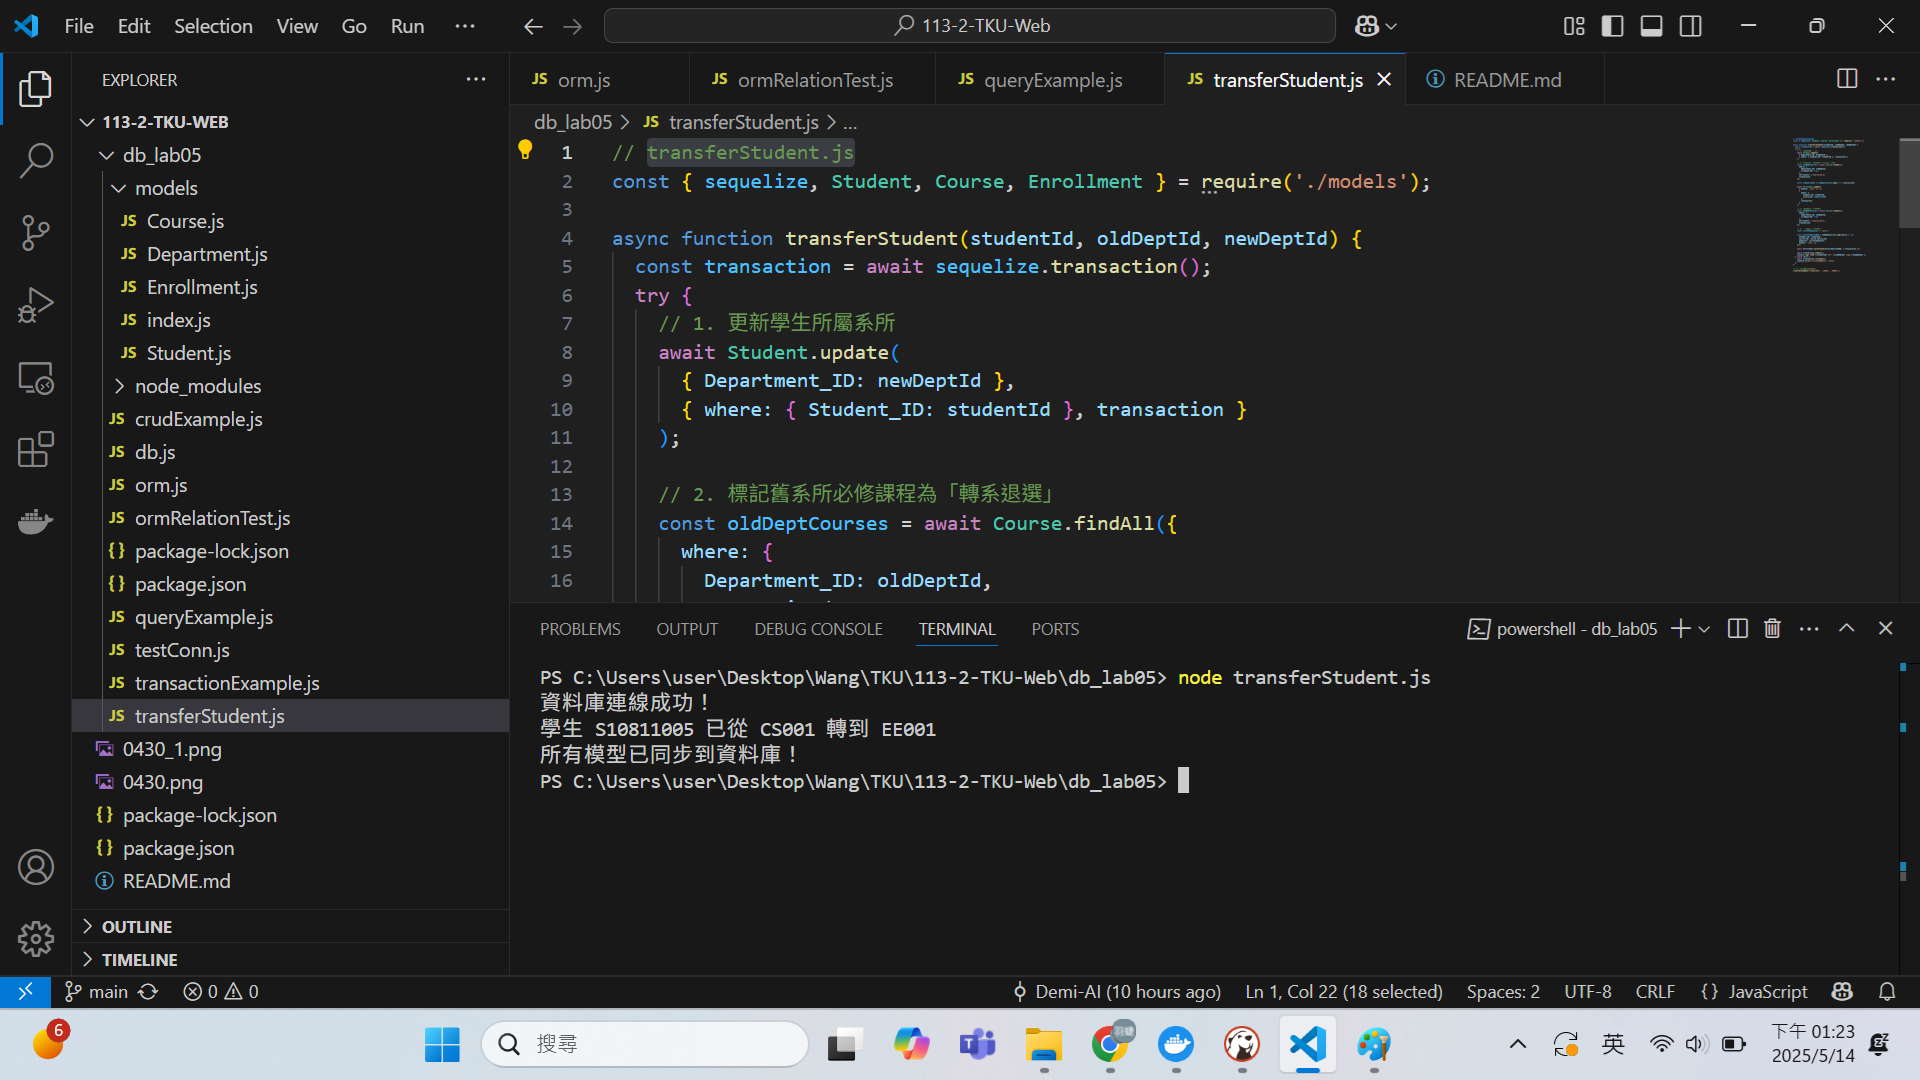 File Edit Selection View Go Run ···
113-2-TKU-Web
EXPLORER ···
113-2-TKU-WEB
db_lab05
models
JS Course.js
JS Department.js
JS Enrollment.js
JS index.js
JS Student.js
node_modules
JS crudExample.js
JS db.js
JS orm.js
JS ormRelationTest.js
{} package-lock.json
{} package.json
JS queryExample.js
JS testConn.js
JS transactionExample.js
JS transferStudent.js
0430_1.png
0430.png
{} package-lock.json
{} package.json
README.md
OUTLINE
TIMELINE
JS orm.js JS ormRelationTest.js JS queryExample.js JS transferStudent.js README.md
db_lab05 > JS transferStudent.js > ...
1 // transferStudent.js
2 const { sequelize, Student, Course, Enrollment } = require('./models');
3
4 async function transferStudent(studentId, oldDeptId, newDeptId) {
5 const transaction = await sequelize.transaction();
6 try {
7 // 1. 更新學生所屬系所
8 await Student.update(
9 { Department_ID: newDeptId },
10 { where: { Student_ID: studentId }, transaction }
11 );
12
13 // 2. 標記舊系所必修課程為「轉系退選」
14 const oldDeptCourses = await Course.findAll({
15 where: {
16 Department_ID: oldDeptId,
PROBLEMS OUTPUT DEBUG CONSOLE TERMINAL PORTS
powershell - db_lab05
PS C:\Users\user\Desktop\Wang\TKU\113-2-TKU-Web\db_lab05> node transferStudent.js
資料庫連線成功！
學生 S10811005 已從 CS001 轉到 EE001
所有模型已同步到資料庫！
PS C:\Users\user\Desktop\Wang\TKU\113-2-TKU-Web\db_lab05>
main 0 0
Demi-AI (10 hours ago) Ln 1, Col 22 (18 selected) Spaces: 2 UTF-8 CRLF {} JavaScript
6
搜尋
英
下午 01:23
2025/5/14